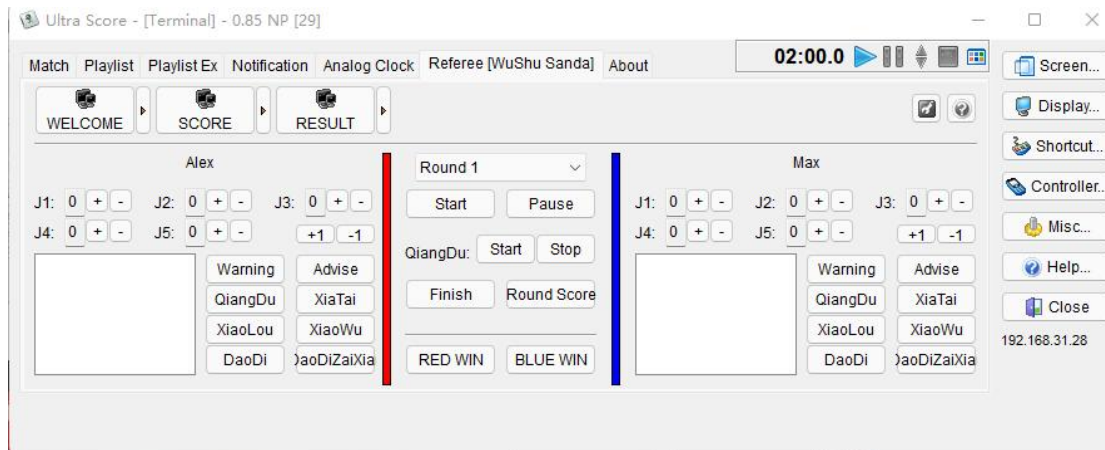 Ultra Score - [Terminal] - 0.85 NP [29]
Match Playlist Playlist Ex Notification Analog Clock Referee [WuShu Sanda] About
02:00.0
WELCOME SCORE RESULT
Alex
J1: 0 + - J2: 0 + - J3: 0 + -
J4: 0 + - J5: 0 + - +1 -1
Warning Advise
QiangDu XiaTai
XiaoLou XiaoWu
DaoDi DaoDiZaiXia
Round 1
Start Pause
QiangDu: Start Stop
Finish Round Score
RED WIN BLUE WIN
Max
J1: 0 + - J2: 0 + - J3: 0 + -
J4: 0 + - J5: 0 + - +1 -1
Warning Advise
QiangDu XiaTai
XiaoLou XiaoWu
DaoDi DaoDiZaiXia
Screen...
Display...
Shortcut...
Controller..
Misc...
Help...
Close
192.168.31.28